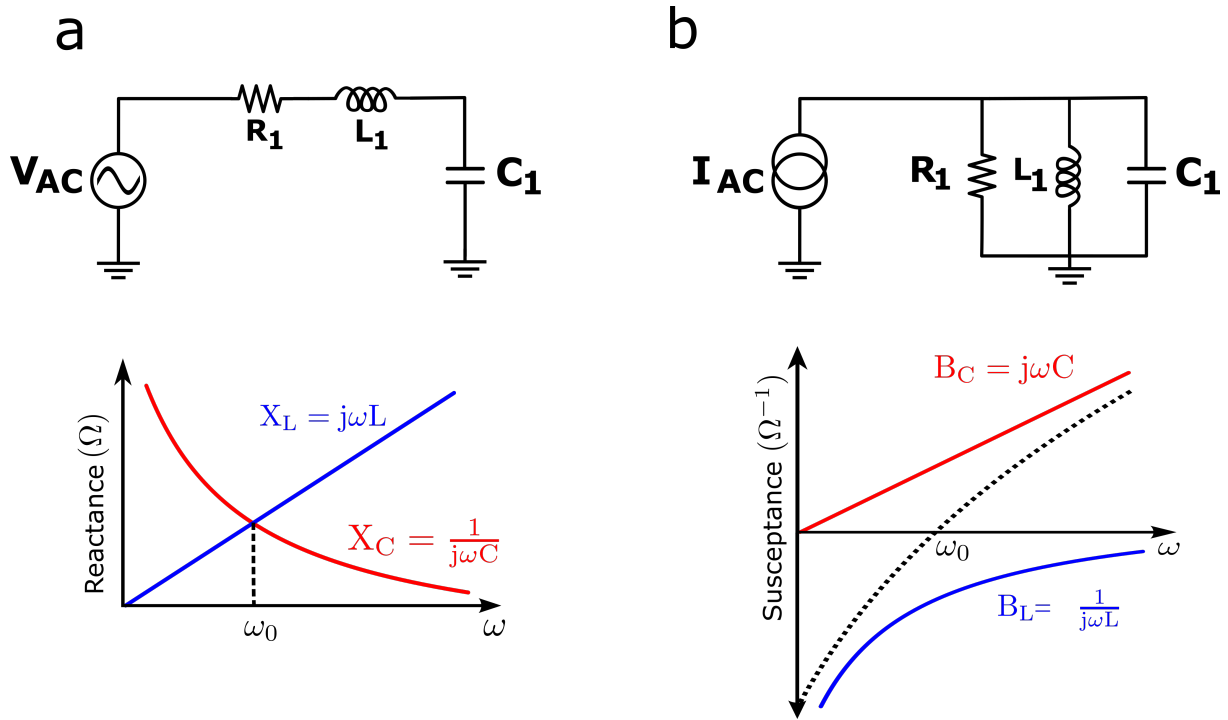 a
R1
L1
VAC
C1
Reactance (Ω)
XL = jωL
XC = 1/jωC
ω0
ω
b
IAC
R1
L1
C1
Susceptance (Ω⁻¹)
BC = jωC
ω0
ω
BL= 1/jωL